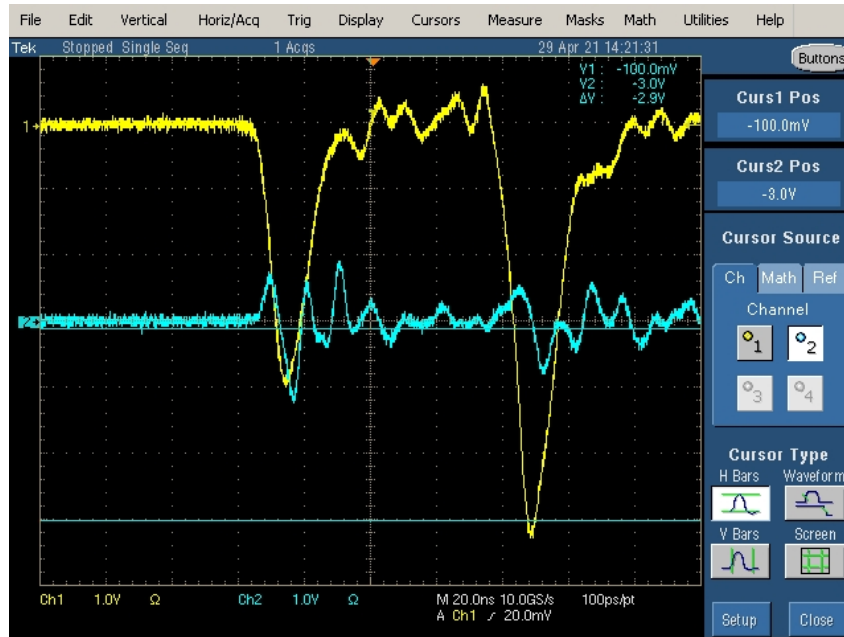 File Edit Vertical Horiz/Acq Trig Display Cursors Measure Masks Math Utilities Help
Tek Stopped Single Seq 1 Acqs 29 Apr 21 14:21:31
Buttons
V1 : -100.0mV
V2 : -3.0V
ΔV : -2.9V
Curs1 Pos
-100.0mV
Curs2 Pos
-3.0V
Cursor Source
Ch Math Ref
Channel
1 2
3 4
Cursor Type
H Bars Waveform
V Bars Screen
Setup Close
1
Ch1 1.0V Ω Ch2 1.0V Ω M 20.0ns 10.0GS/s 100ps/pt
A Ch1 ∕ 20.0mV